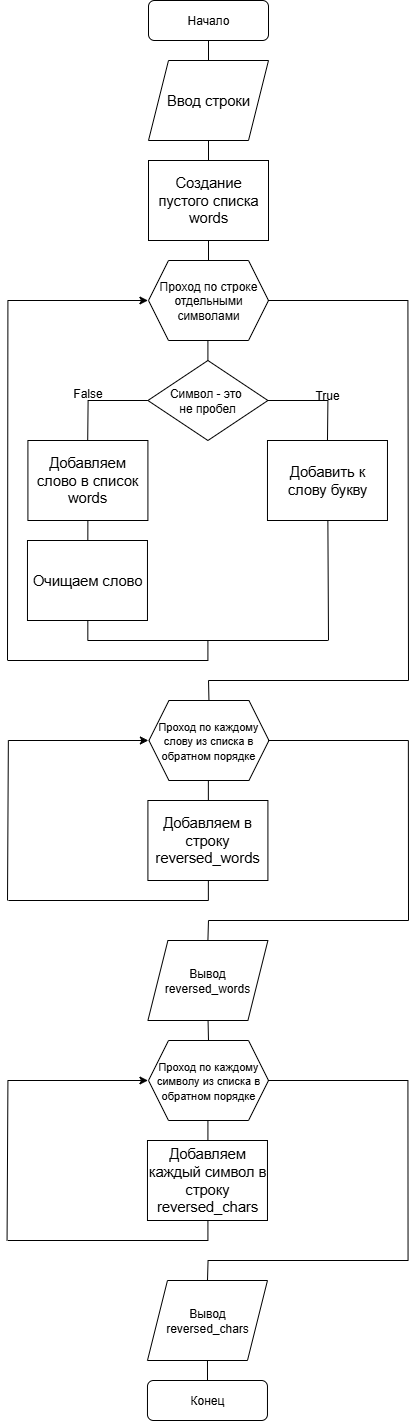 Начало
Ввод строки
Создание
пустого списка
words
Проход по строке
отдельными
символами
False
Символ - это
не пробел
True
Добавляем
слово в список
words
Добавить к
слову букву
Очищаем слово
Проход по каждому
слову из списка в
обратном порядке
Добавляем в
строку
reversed_words
Вывод
reversed_words
Проход по каждому
символу из списка в
обратном порядке
Добавляем
каждый символ в
строку
reversed_chars
Вывод
reversed_chars
Конец